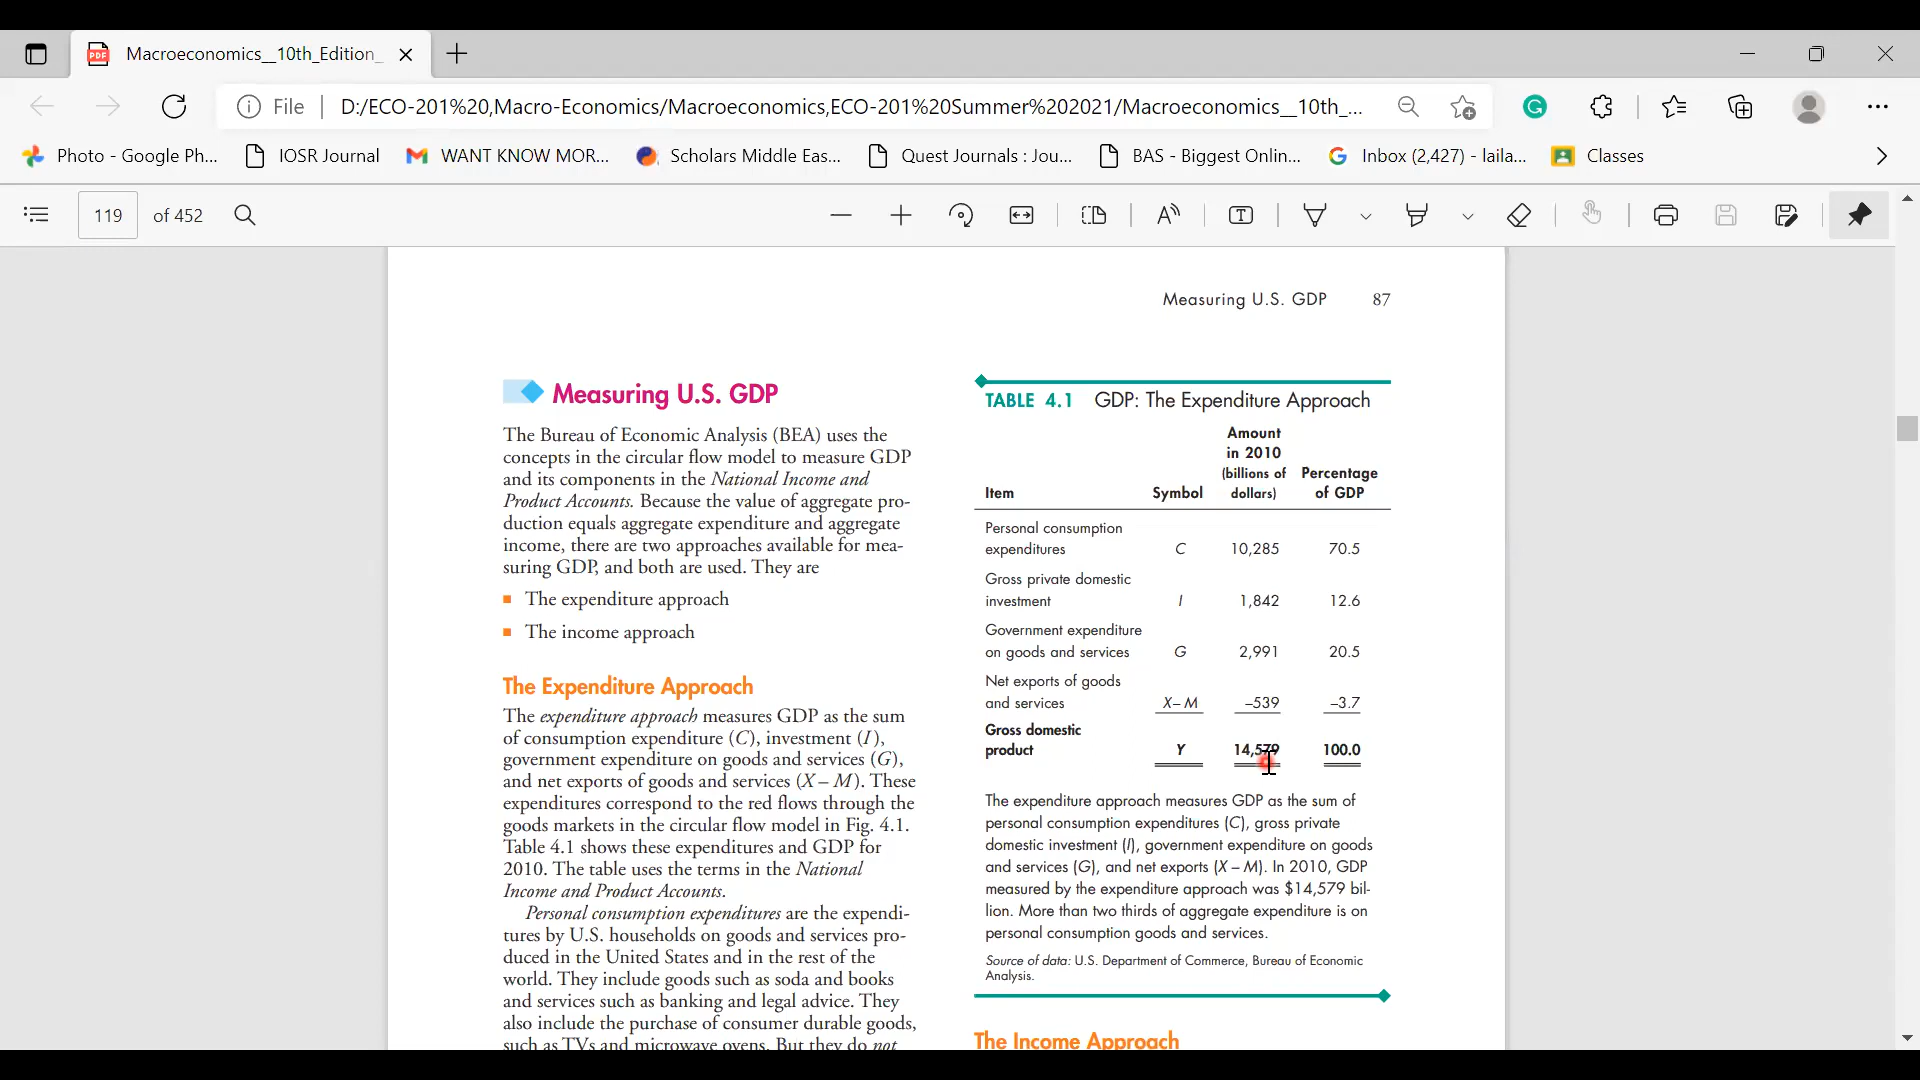 Macroeconomics__10th_Edition_
File
D:/ECO-201%20,Macro-Economics/Macroeconomics,ECO-201%20Summer%202021/Macroeconomics__10th_...
Photo - Google Ph... IOSR Journal WANT KNOW MOR... Scholars Middle Eas... Quest Journals : Jou... BAS - Biggest Onlin... Inbox (2,427) - laila... Classes
119 of 452
Measuring U.S. GDP 87
Measuring U.S. GDP
The Bureau of Economic Analysis (BEA) uses the
concepts in the circular flow model to measure GDP
and its components in the National Income and
Product Accounts. Because the value of aggregate pro-
duction equals aggregate expenditure and aggregate
income, there are two approaches available for mea-
suring GDP, and both are used. They are
The expenditure approach
The income approach
The Expenditure Approach
The expenditure approach measures GDP as the sum
of consumption expenditure (C), investment (I),
government expenditure on goods and services (G),
and net exports of goods and services (X – M). These
expenditures correspond to the red flows through the
goods markets in the circular flow model in Fig. 4.1.
Table 4.1 shows these expenditures and GDP for
2010. The table uses the terms in the National
Income and Product Accounts.
Personal consumption expenditures are the expendi-
tures by U.S. households on goods and services pro-
duced in the United States and in the rest of the
world. They include goods such as soda and books
and services such as banking and legal advice. They
also include the purchase of consumer durable goods,
such as TVs and microwave ovens. But they do not
TABLE 4.1 GDP: The Expenditure Approach
Amount
in 2010
(billions of Percentage
Item Symbol dollars) of GDP
Personal consumption
expenditures C 10,285 70.5
Gross private domestic
investment I 1,842 12.6
Government expenditure
on goods and services G 2,991 20.5
Net exports of goods
and services X– M –539 –3.7
Gross domestic
product Y 14,579 100.0
The expenditure approach measures GDP as the sum of
personal consumption expenditures (C), gross private
domestic investment (I), government expenditure on goods
and services (G), and net exports (X – M). In 2010, GDP
measured by the expenditure approach was $14,579 bil-
lion. More than two thirds of aggregate expenditure is on
personal consumption goods and services.
Source of data: U.S. Department of Commerce, Bureau of Economic
Analysis.
The Income Approach